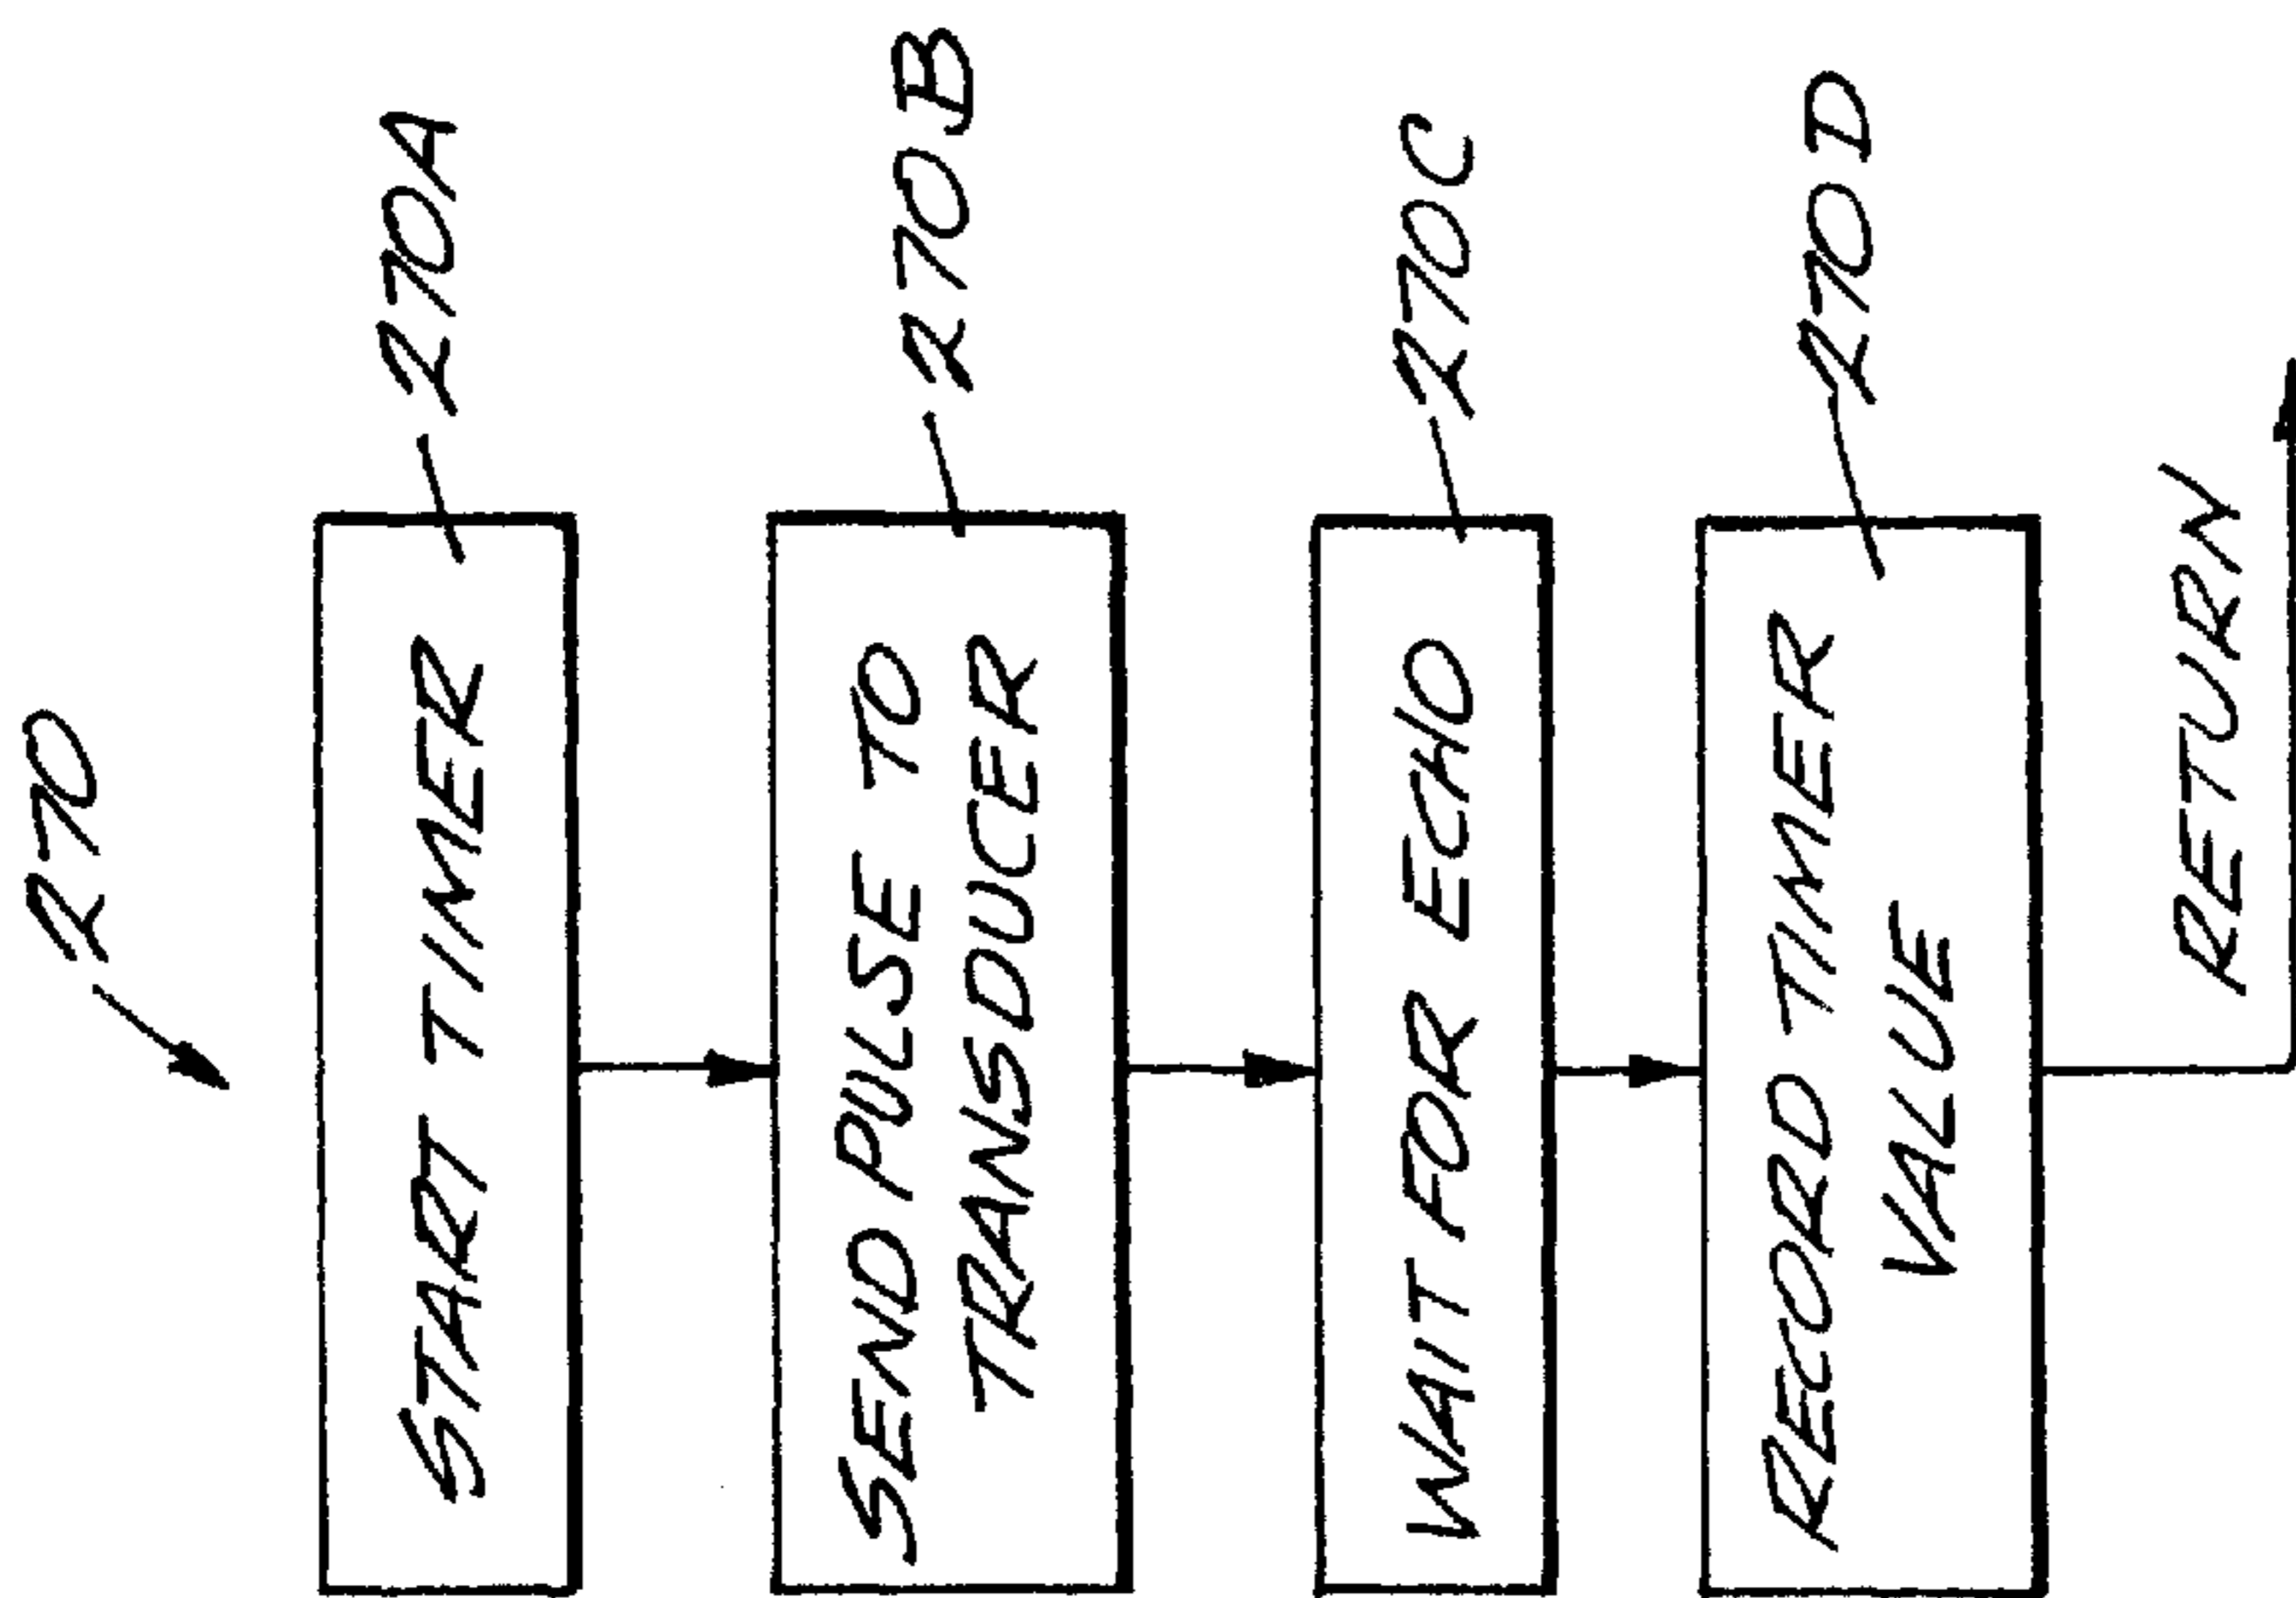 270
START TIMER
270A
SEND PULSE TO
TRANSDUCER
270B
WAIT FOR ECHO
270C
RECORD TIMER
VALUE
270D
RETURN